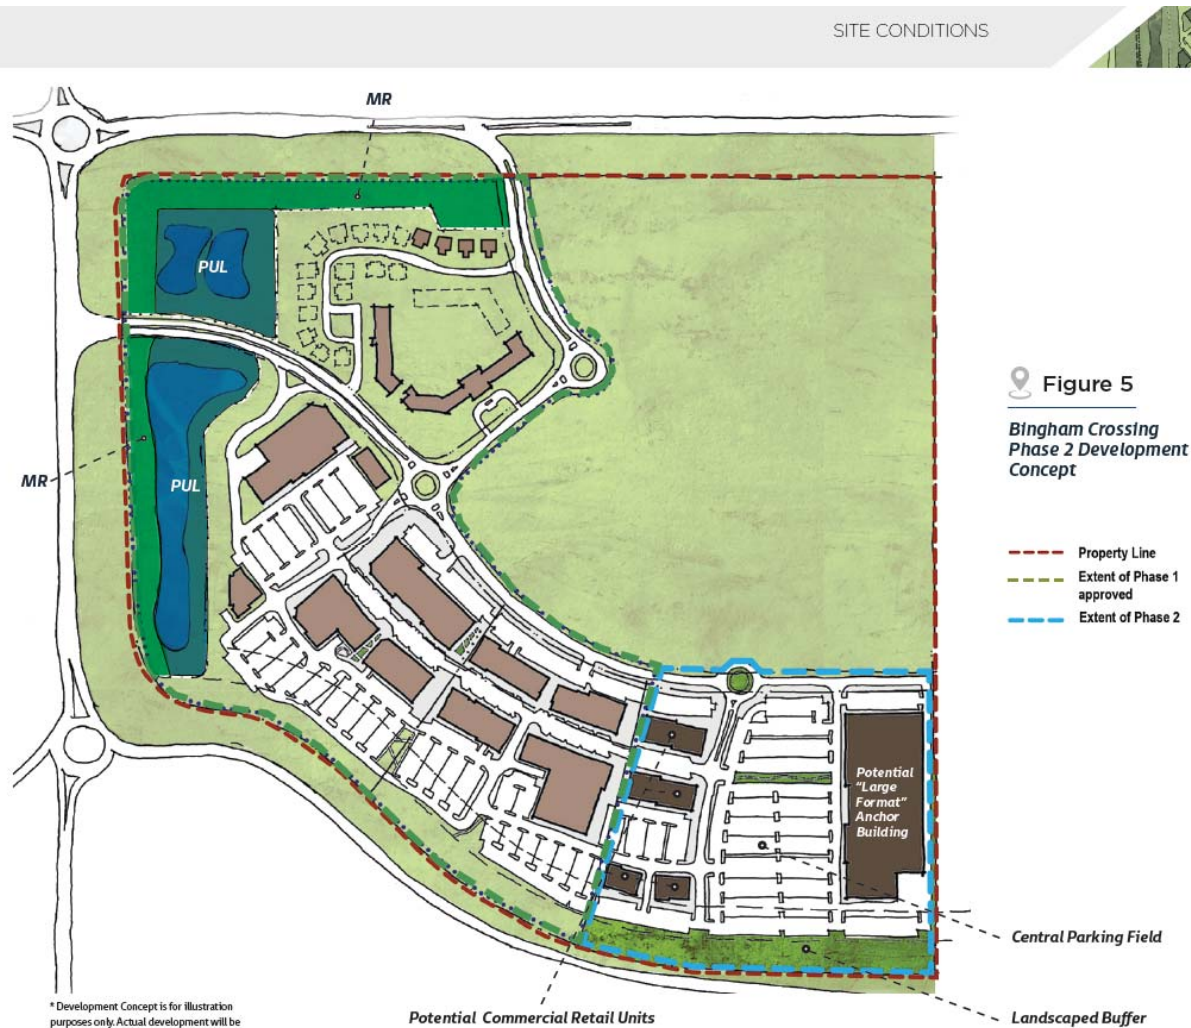 SITE CONDITIONS
MR
PUL
MR
PUL
Figure 5
Bingham Crossing
Phase 2 Development
Concept
Property Line
Extent of Phase 1
approved
Extent of Phase 2
Potential
"Large
Format"
Anchor
Building
Central Parking Field
Landscaped Buffer
Potential Commercial Retail Units
* Development Concept is for illustration
purposes only. Actual development will be